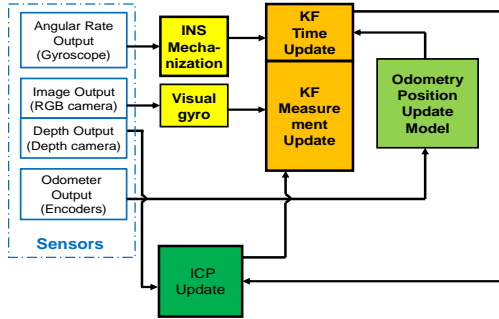 Angular Rate
Output
(Gyroscope)
Image Output
(RGB camera)
Depth Output
(Depth camera)
Odometer
Output
(Encoders)
Sensors
INS
Mecha-
nization
Visual
gyro
KF
Time
Update
KF
Measure
ment
Update
Odometry
Position
Update
Model
ICP
Update